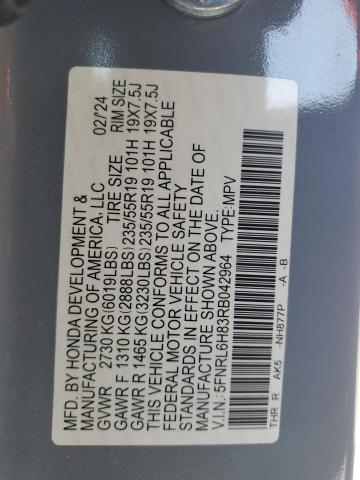 MFD. BY HONDA DEVELOPMENT &
MANUFACTURING OF AMERICA, LLC 02/24
GVWR 2730 KG(6019LBS) TIRE SIZE RIM SIZE
GAWR F 1310 KG(2888LBS)235/55R19 101H 19X7.5J
GAWR R 1465 KG(3230LBS)235/55R19 101H 19X7.5J
THIS VEHICLE CONFORMS TO ALL APPLICABLE
FEDERAL MOTOR VEHICLE SAFETY
STANDARDS IN EFFECT ON THE DATE OF
MANUFACTURE SHOWN ABOVE.
V.I.N.: 5FNRL6H83RB042964 TYPE:MPV
THR R AK5 NH877P -A -B